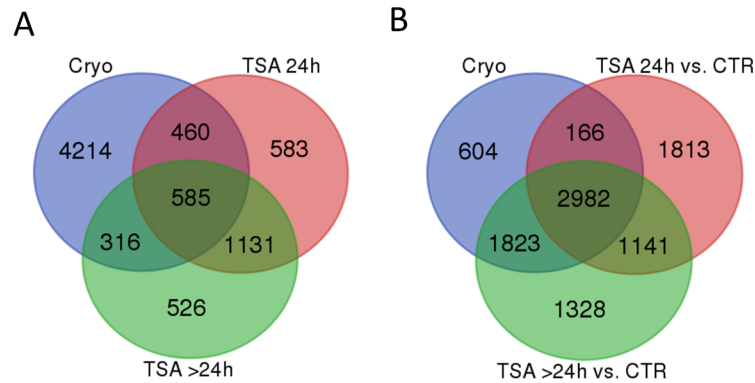 A
Cryo
TSA 24h
4214
460
583
585
316
1131
526
TSA >24h
B
Cryo
TSA 24h vs. CTR
604
166
1813
2982
1823
1141
1328
TSA >24h vs. CTR